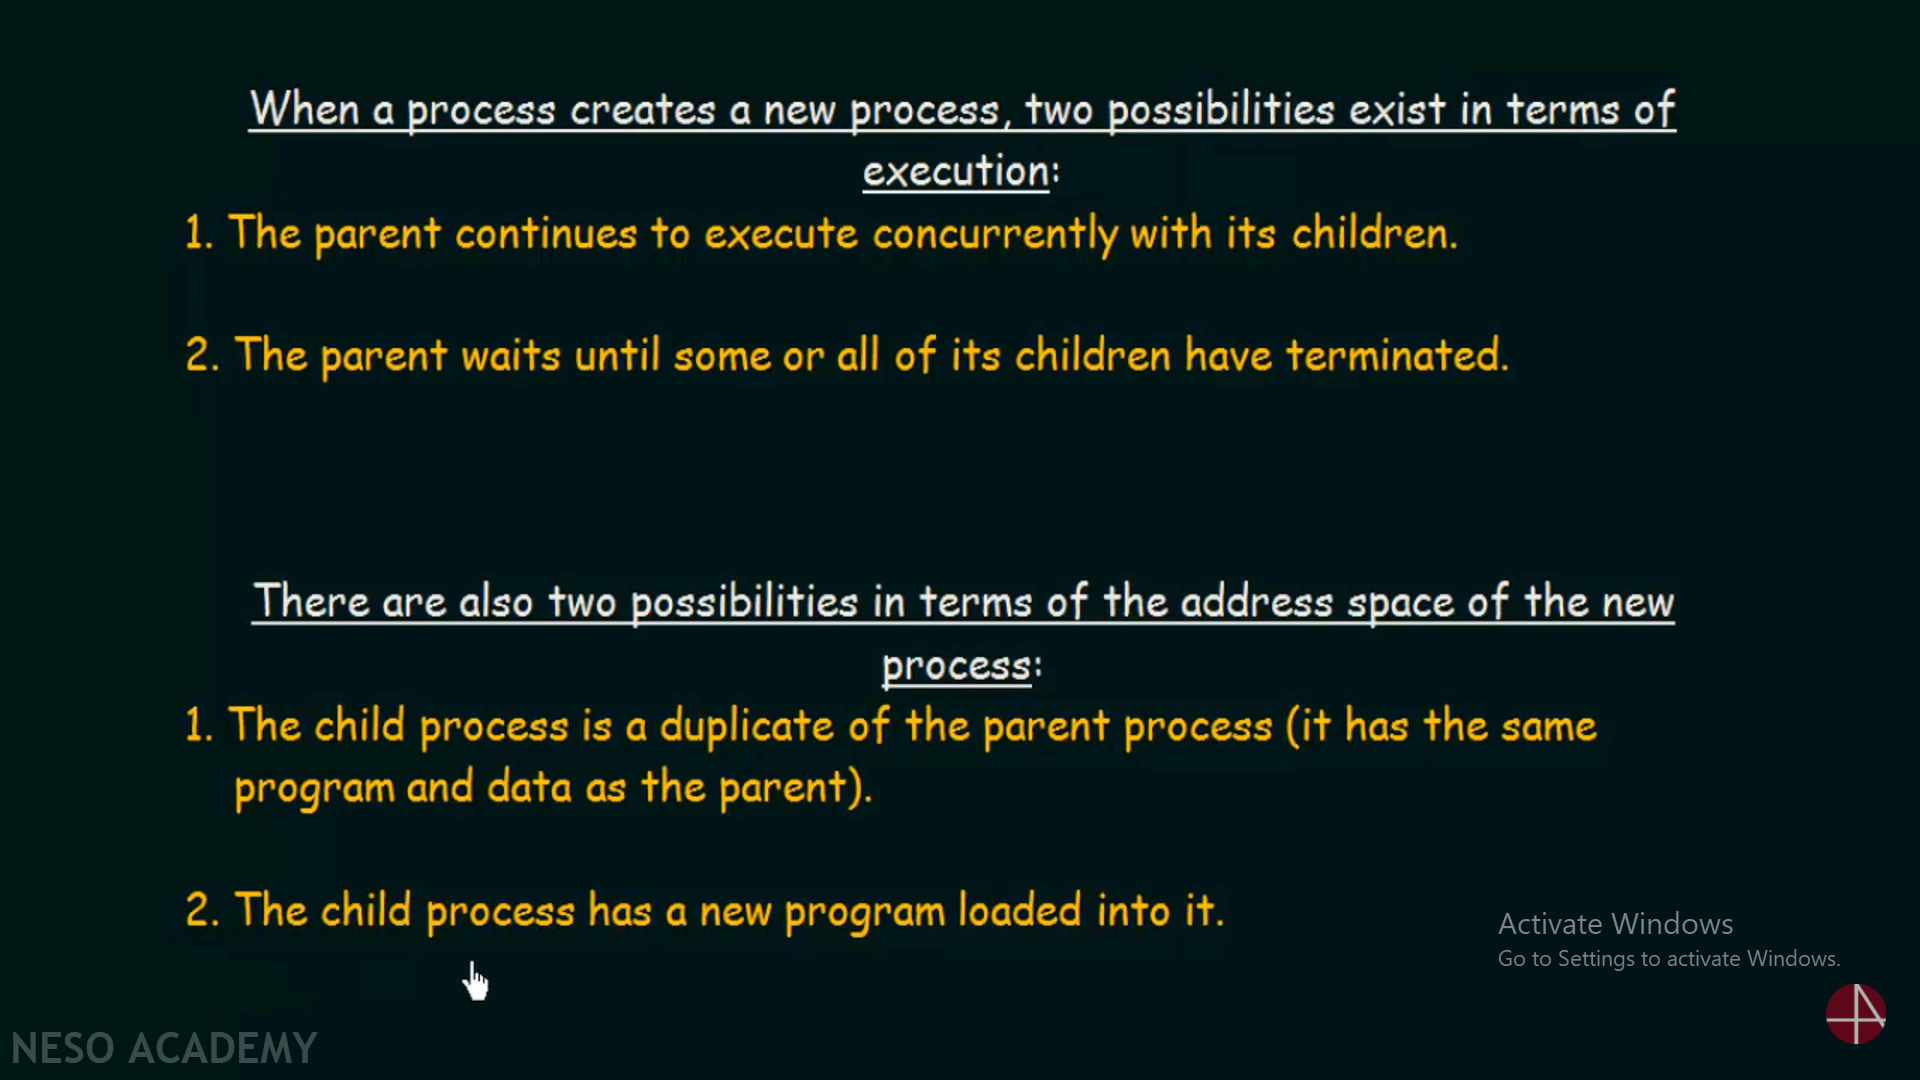 When a process creates a new process, two possibilities exist in terms of
execution:
1. The parent continues to execute concurrently with its children.
2. The parent waits until some or all of its children have terminated.
There are also two possibilities in terms of the address space of the new
process:
1. The child process is a duplicate of the parent process (it has the same
program and data as the parent).
2. The child process has a new program loaded into it.
Activate Windows
Go to Settings to activate Windows.
NESO ACADEMY